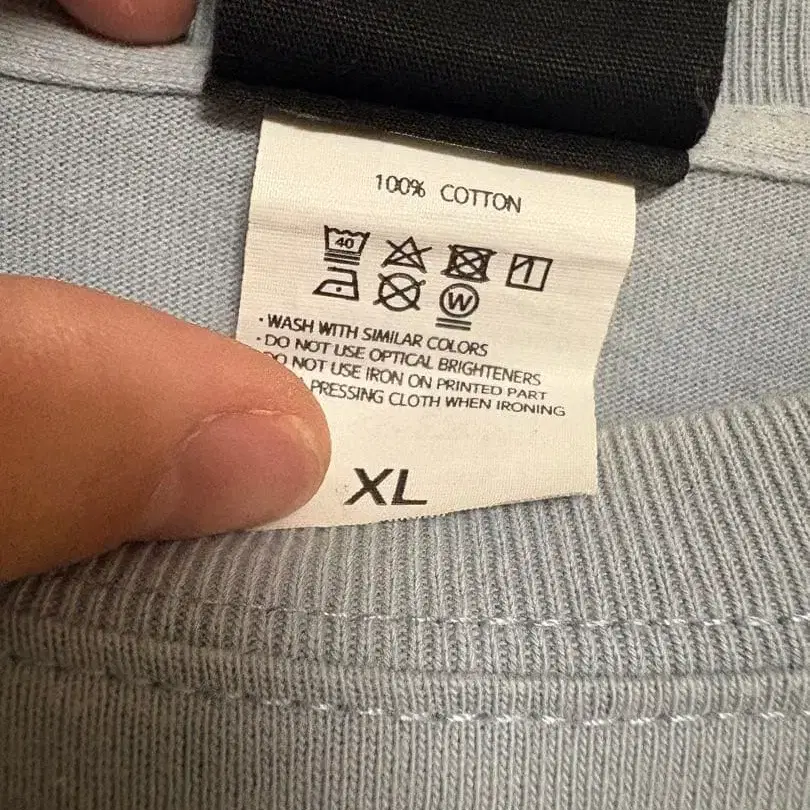 100% COTTON
40
W
· WASH WITH SIMILAR COLORS
· DO NOT USE OPTICAL BRIGHTENERS
DO NOT USE IRON ON PRINTED PART
PRESSING CLOTH WHEN IRONING
XL